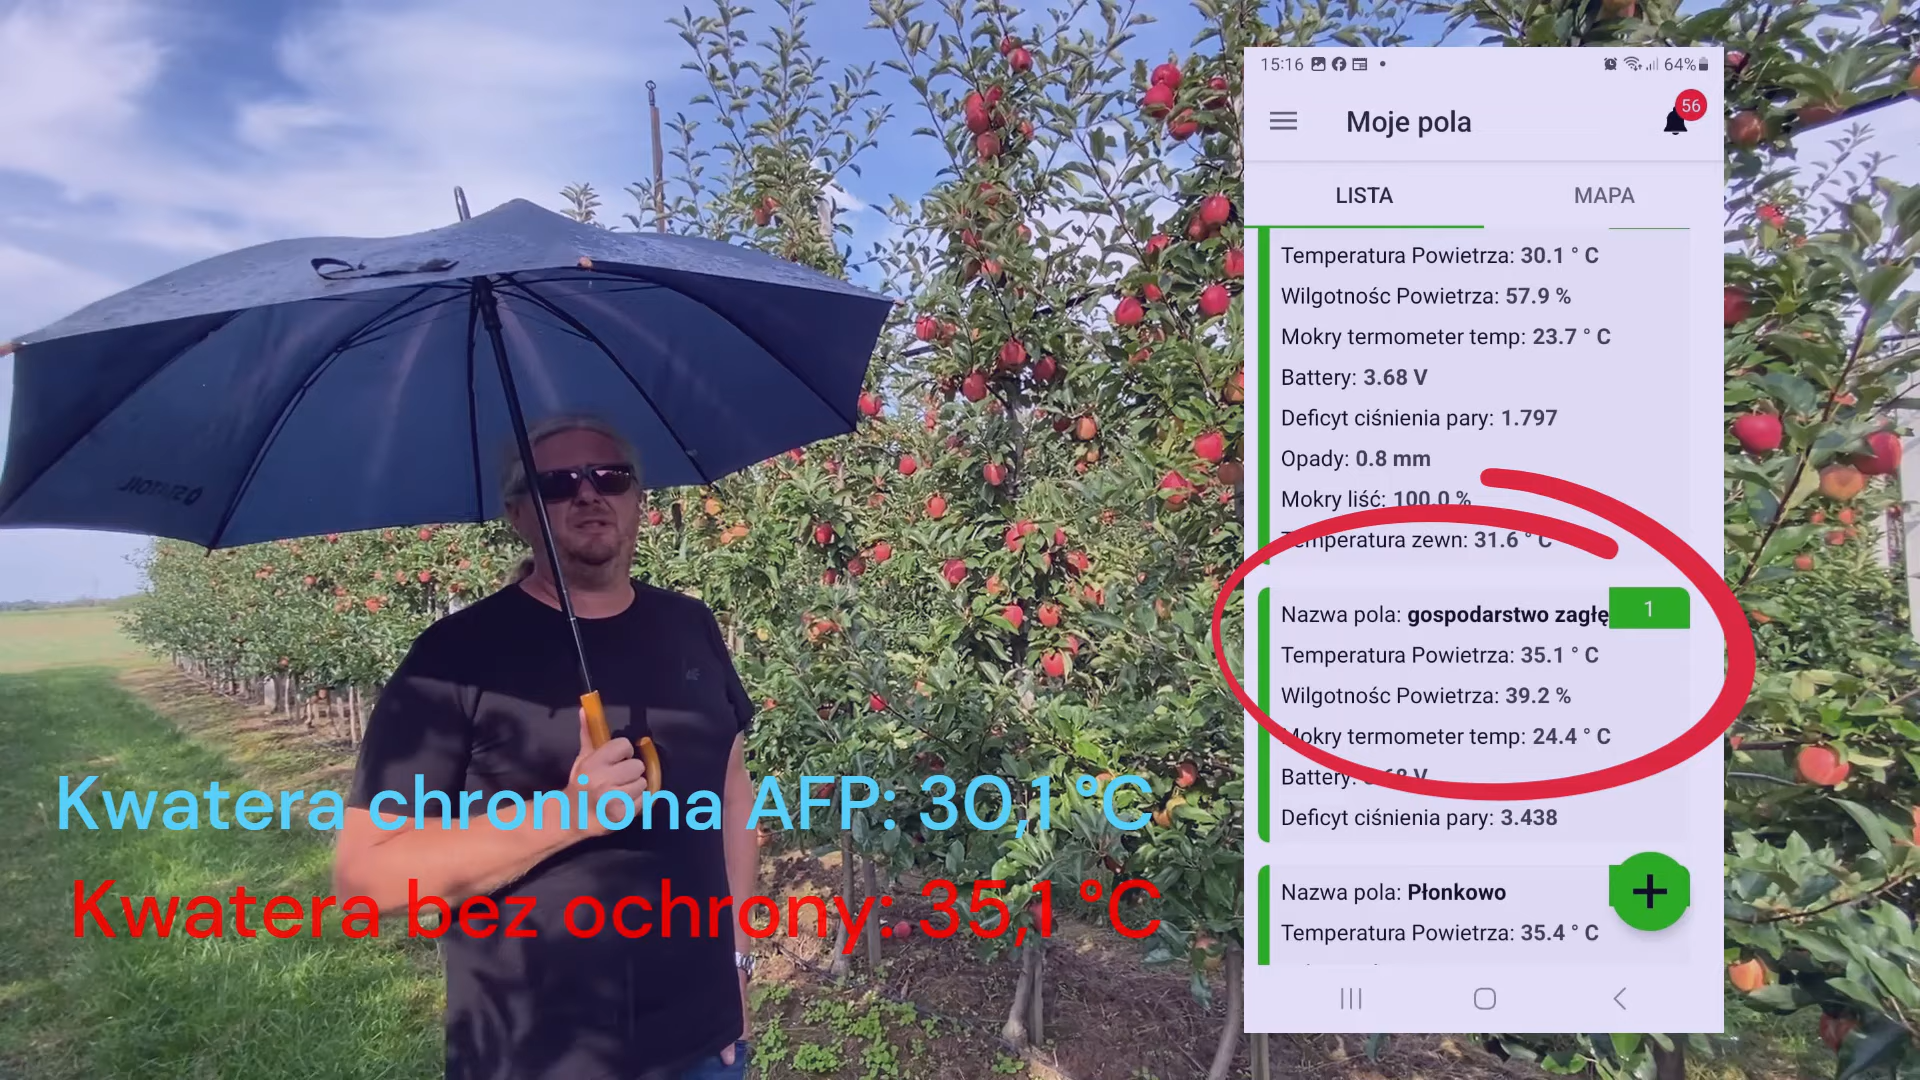 15:16
64%
Moje pola
56
LISTA
MAPA
Temperatura Powietrza: 30.1 ° C
Wilgotnośc Powietrza: 57.9 %
Mokry termometer temp: 23.7 ° C
Battery: 3.68 V
Deficyt ciśnienia pary: 1.797
Opady: 0.8 mm
Mokry liść: 100.0 %
Temperatura zewn: 31.6 ° C
Nazwa pola: gospodarstwo zagłę
1
Temperatura Powietrza: 35.1 ° C
Wilgotnośc Powietrza: 39.2 %
Mokry termometer temp: 24.4 ° C
Battery: 3.68 V
Deficyt ciśnienia pary: 3.438
Nazwa pola: Płonkowo
Temperatura Powietrza: 35.4 ° C
Kwatera chroniona AFP: 30,1 °C
Kwatera bez ochrony: 35,1 °C